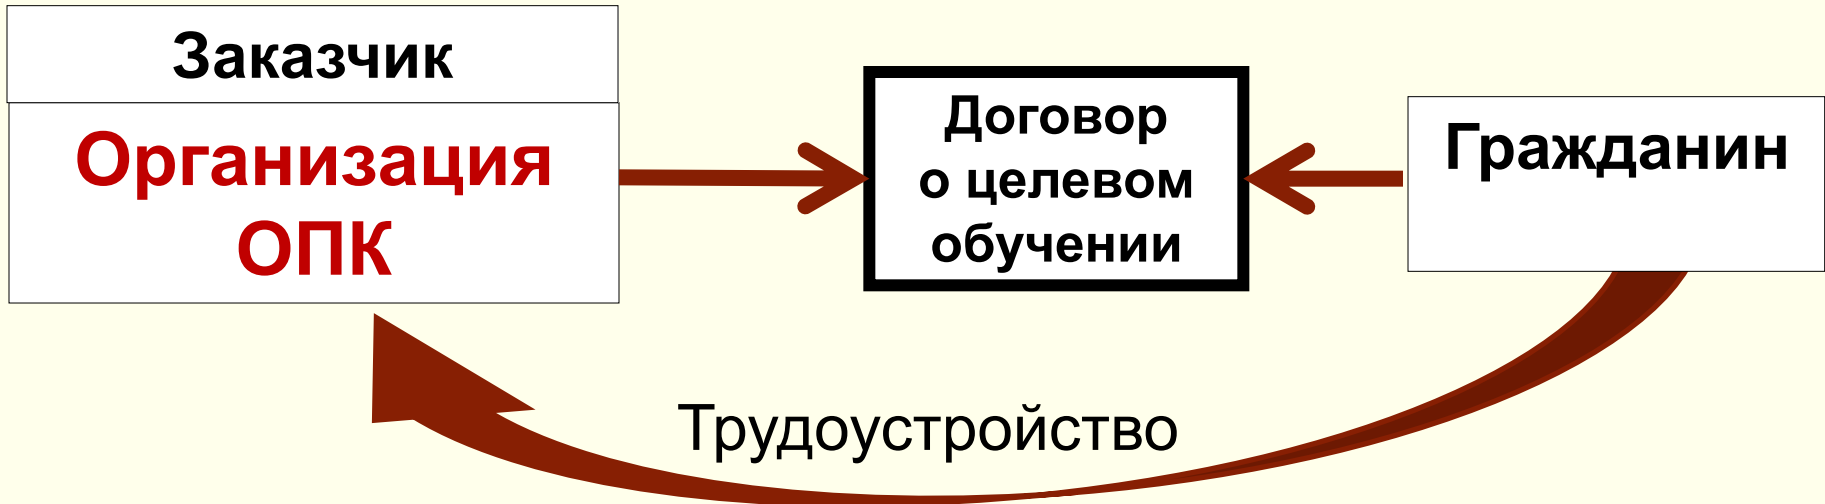 Заказчик
Организация
ОПК
Договор
о целевом
обучении
Гражданин
Трудоустройство